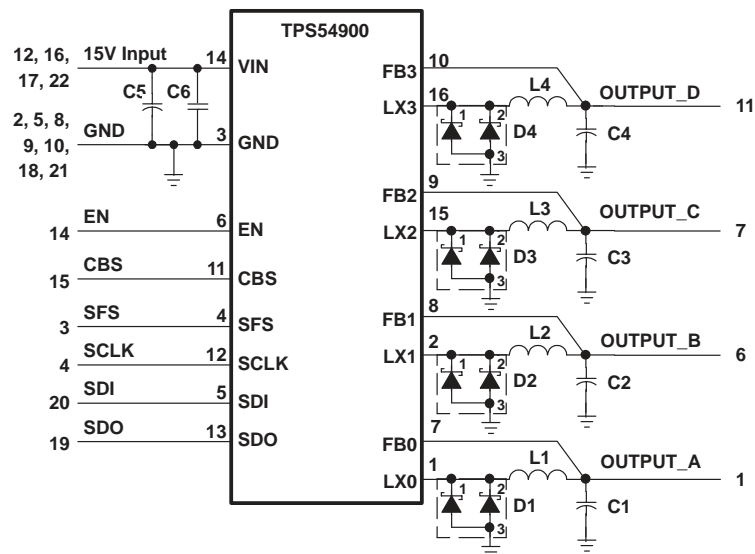 TPS54900
12, 16,
17, 22
15V Input
14
VIN
C5
C6
2, 5, 8,
9, 10,
18, 21
GND
3
GND
14
EN
6
EN
15
CBS
11
CBS
3
SFS
4
SFS
4
SCLK
12
SCLK
20
SDI
5
SDI
19
SDO
13
SDO
FB3
10
LX3
16
1
2
3
D4
L4
C4
OUTPUT_D
11
FB2
9
LX2
15
1
2
3
D3
L3
C3
OUTPUT_C
7
FB1
8
LX1
2
1
2
3
D2
L2
C2
OUTPUT_B
6
FB0
7
LX0
1
1
2
3
D1
L1
C1
OUTPUT_A
1